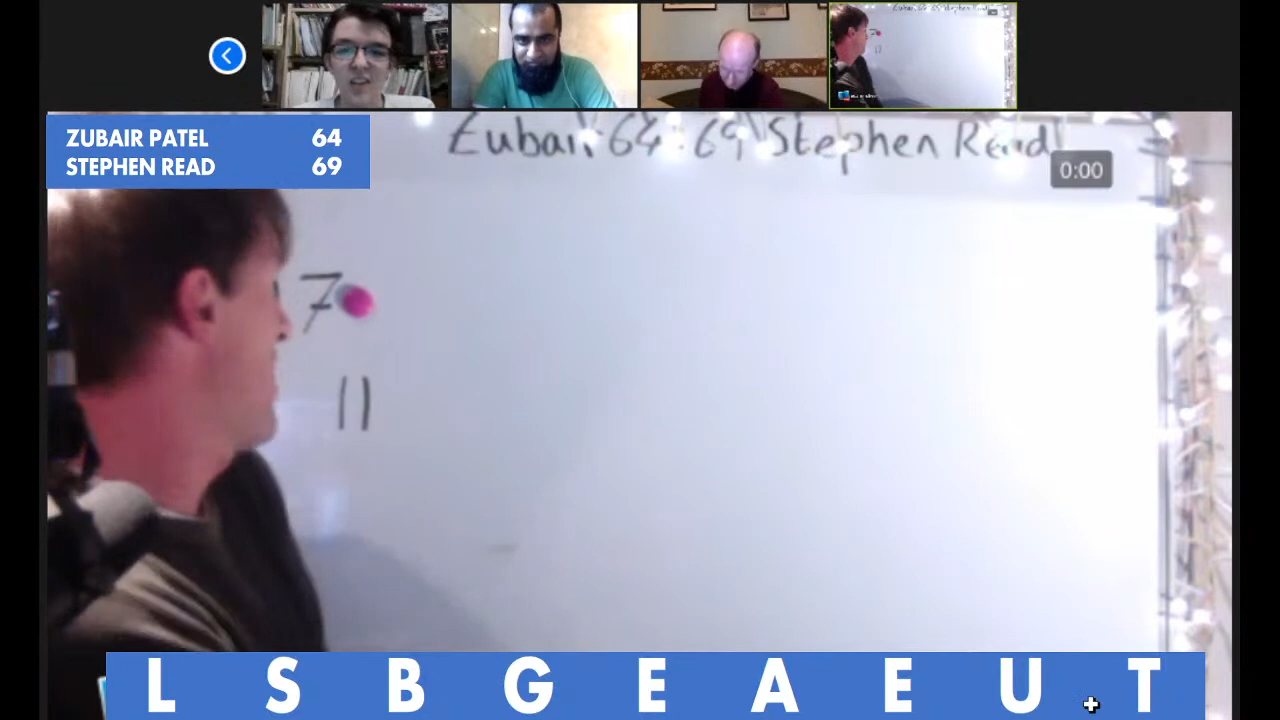 ZUBAIR PATEL 64
STEPHEN READ 69
Zubair 64 : 69 Stephen Read
0:00
7
11
L S B G E A E U T